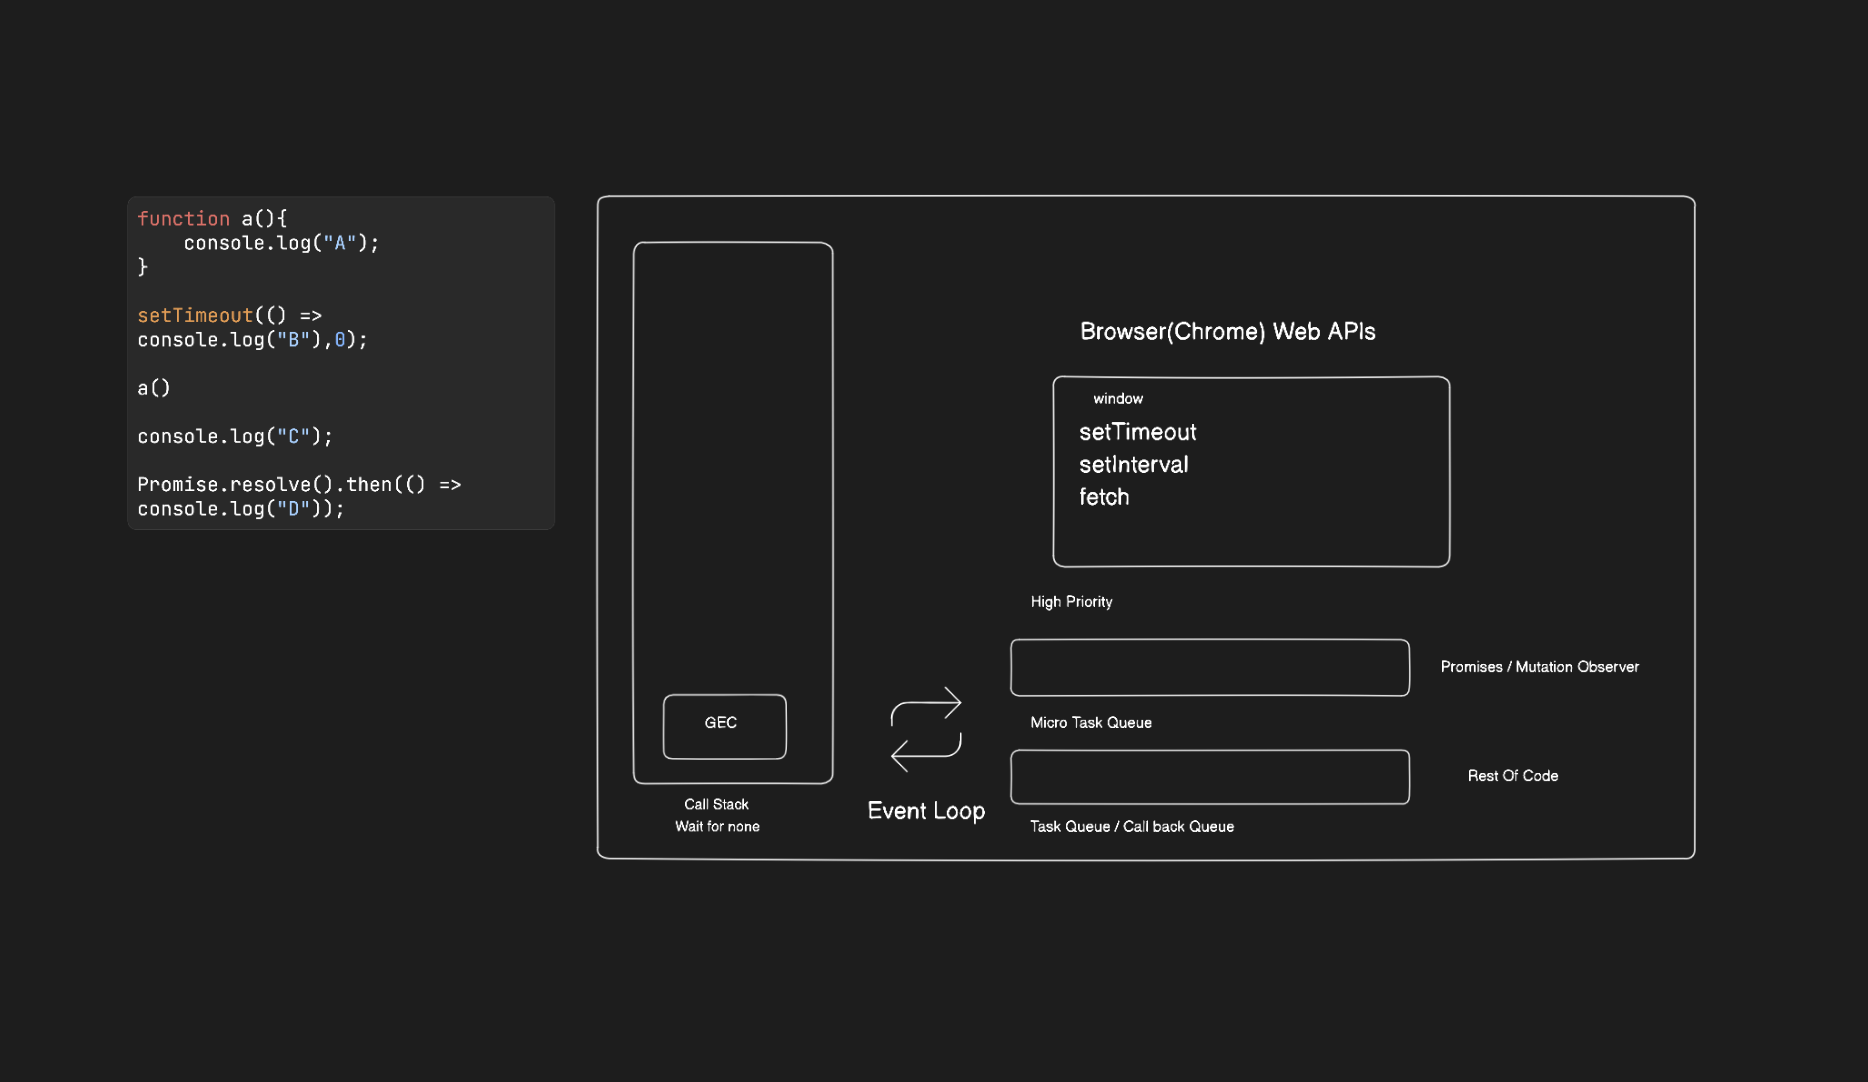 function a(){
    console.log("A");
}
setTimeout(() =>
console.log("B"),0);
a()
console.log("C");
Promise.resolve().then(() =>
console.log("D"));
Browser(Chrome) Web APIs
window
setTimeout
setInterval
fetch
High Priority
Promises / Mutation Observer
Micro Task Queue
Rest Of Code
Task Queue / Call back Queue
GEC
Call Stack
Wait for none
Event Loop